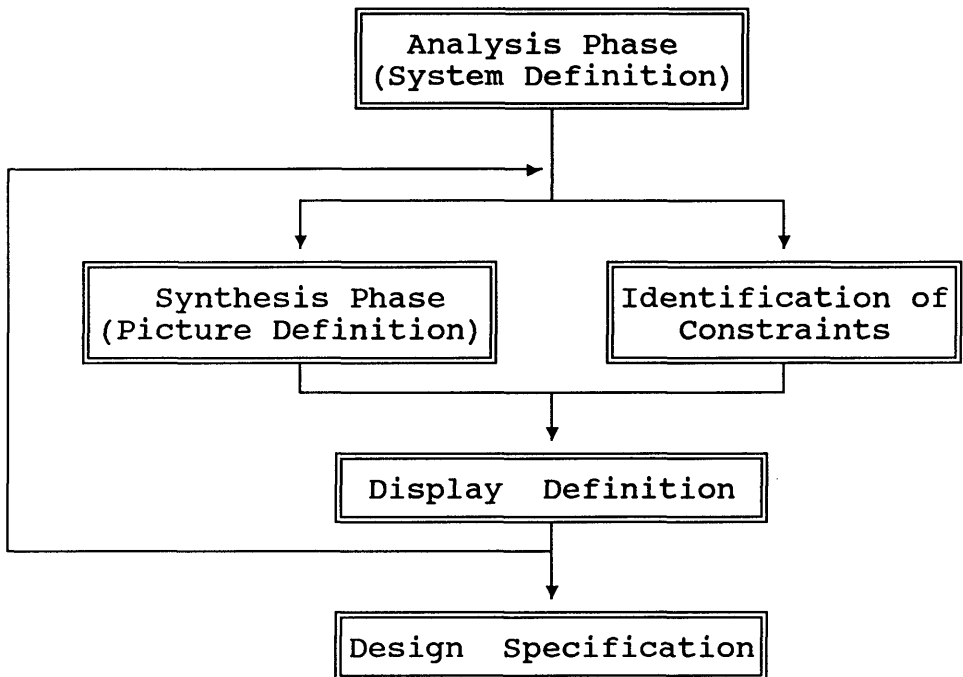 Analysis Phase
(System Definition)
Synthesis Phase
(Picture Definition)
Identification of
Constraints
Display Definition
Design Specification